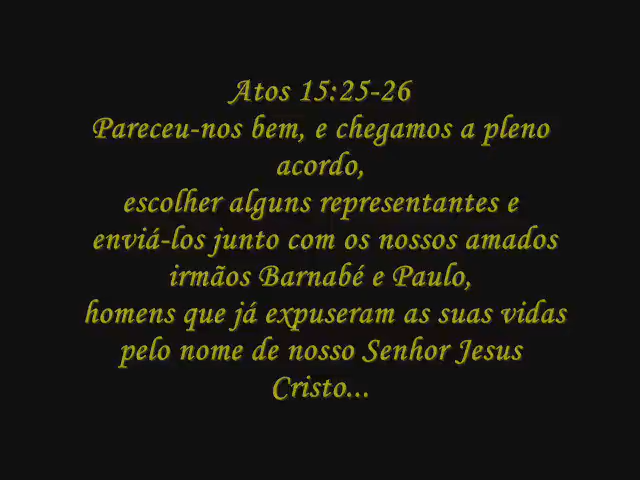 Atos 15:25-26
Pareceu-nos bem, e chegamos a pleno
acordo,
escolher alguns representantes e
enviá-los junto com os nossos amados
irmãos Barnabé e Paulo,
homens que já expuseram as suas vidas
pelo nome de nosso Senhor Jesus
Cristo...